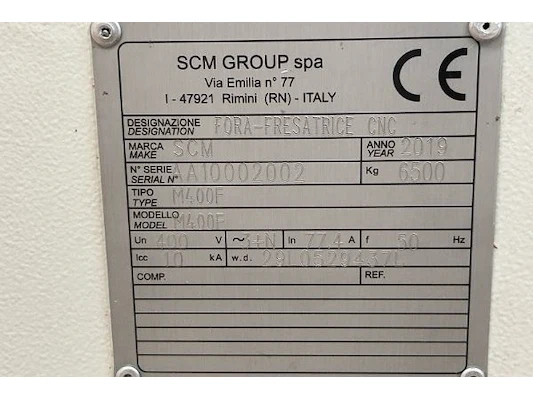 SCM GROUP spa
Via Emilia n° 77
I - 47921 Rimini (RN) - ITALY
CE
DESIGNAZIONE
DESIGNATION FORA-FRESATRICE CNC
MARCA
MAKE SCM ANNO
YEAR 2019
N° SERIE
SERIAL N° AA10002002 Kg 6500
TIPO
TYPE M400F
MODELLO
MODEL M400F
Un 400 V ~ 3+N In 77.4 A f 50 Hz
Icc 10 kA w.d.
COMP. REF.